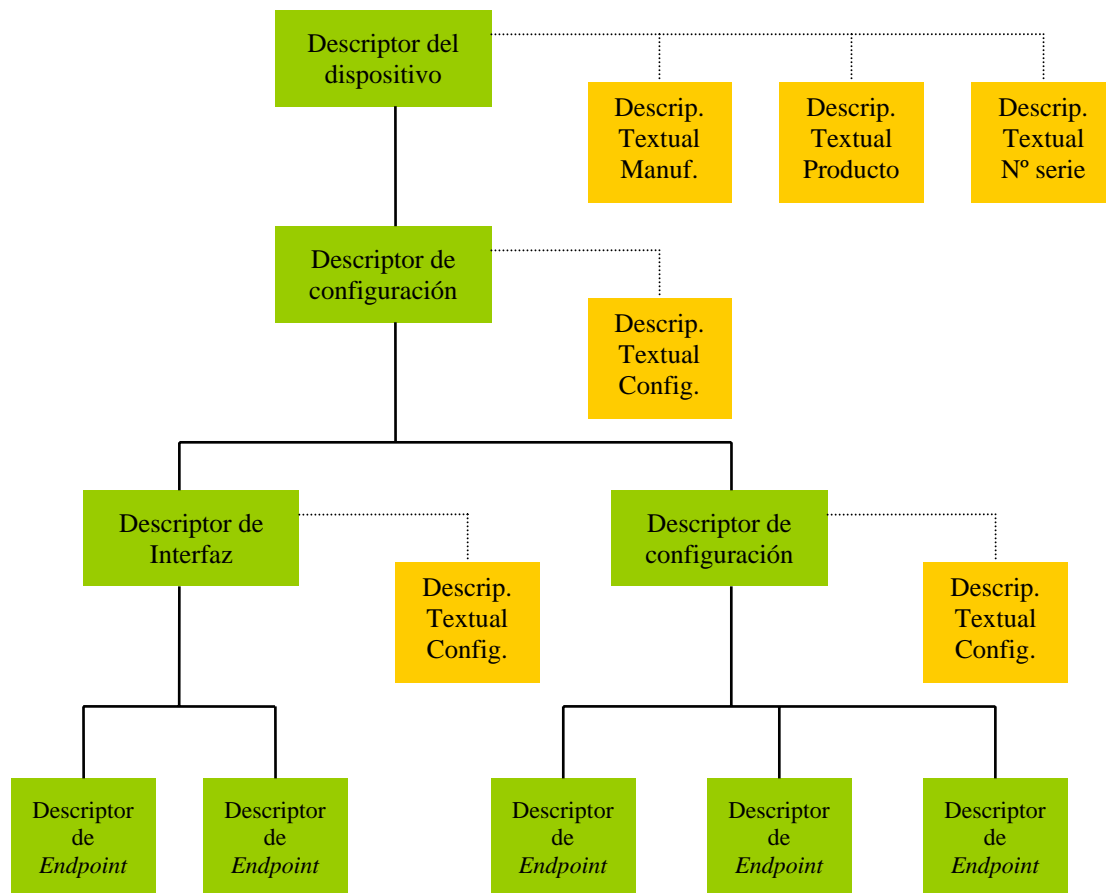 Descriptor del
dispositivo
Descrip.
Textual
Manuf.
Descrip.
Textual
Producto
Descrip.
Textual
Nº serie
Descriptor de
configuración
Descrip.
Textual
Config.
Descriptor de
Interfaz
Descrip.
Textual
Config.
Descriptor de
configuración
Descrip.
Textual
Config.
Descriptor
de
Endpoint
Descriptor
de
Endpoint
Descriptor
de
Endpoint
Descriptor
de
Endpoint
Descriptor
de
Endpoint